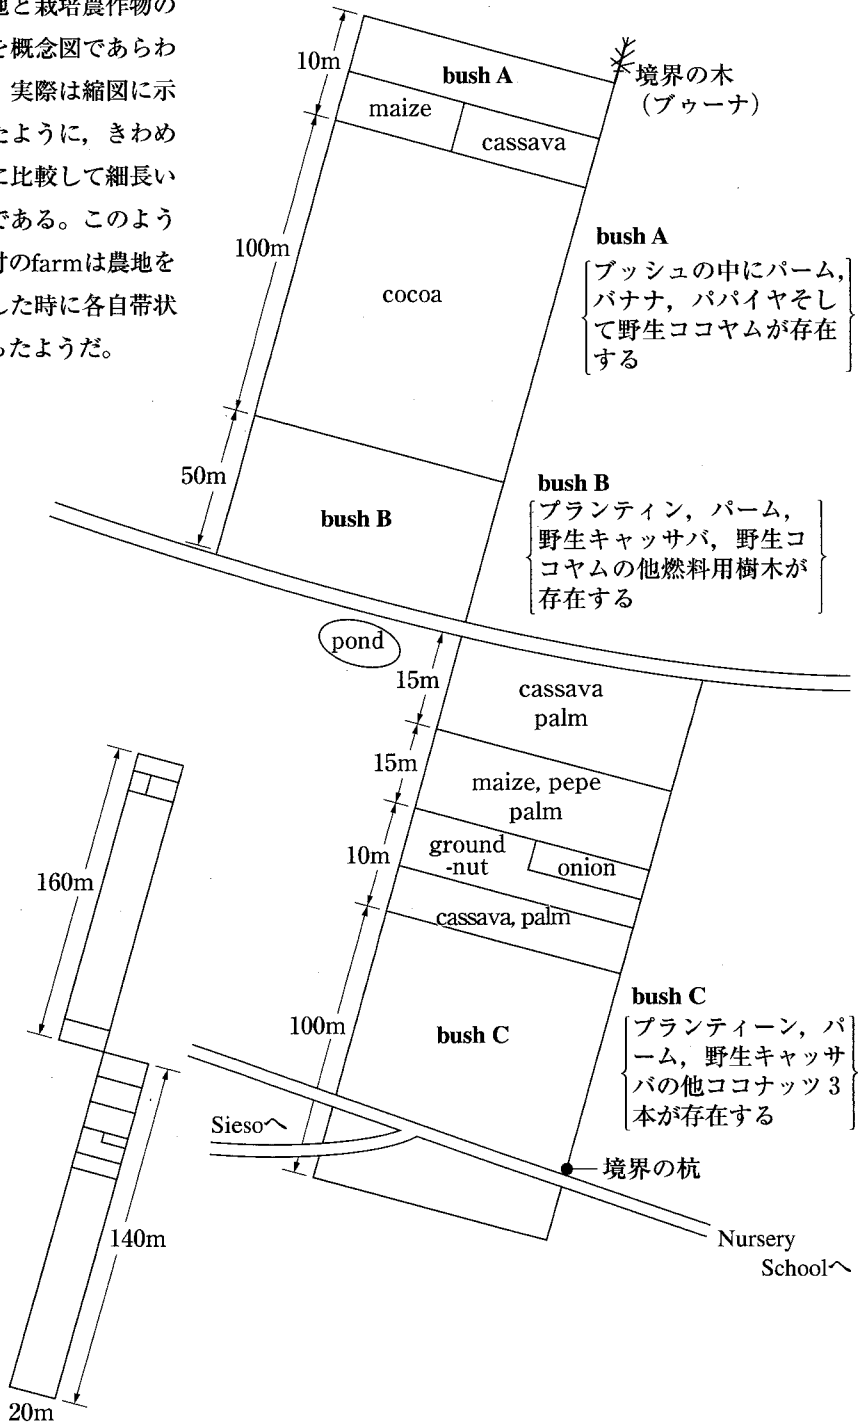 地と栽培農作物の
を概念図であらわ
実際は縮図に示
たように，きわめ
に比較して細長い
である。このよう
村のfarmは農地を
した時に各自帯状
ったようだ。
10m
bush A
境界の木
（ブゥーナ）
maize
cassava
100m
cocoa
bush A
ブッシュの中にパーム，
バナナ，パパイヤそし
て野生ココヤムが存在
する
50m
bush B
bush B
プランティン，パーム，
野生キャッサバ，野生コ
コヤムの他燃料用樹木が
存在する
pond
15m
cassava
palm
15m
maize, pepe
palm
10m
ground
-nut
onion
cassava, palm
160m
100m
bush C
bush C
プランティーン，パ
ーム，野生キャッサ
バの他ココナッツ3
本が存在する
Siesoへ
境界の杭
140m
Nursery
Schoolへ
20m